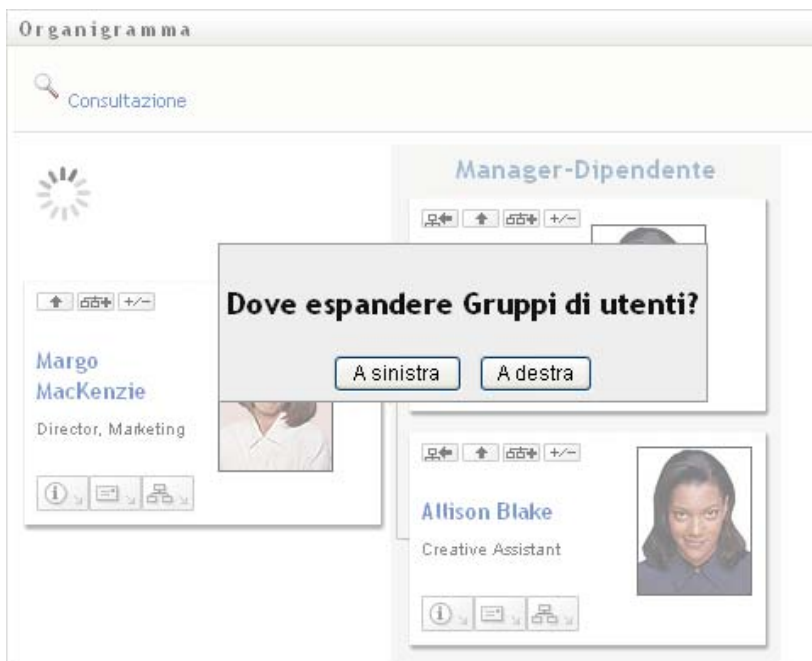 Organigramma
Consultazione
Manager-Dipendente
+/-
+/-
Dove espandere Gruppi di utenti?
A sinistra A destra
Margo
MacKenzie
Director, Marketing
+/-
Allison Blake
Creative Assistant